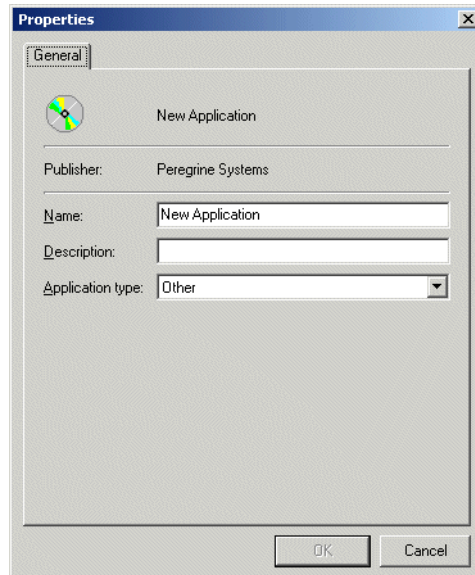 Properties
General
New Application
Publisher: Peregrine Systems
Name: New Application
Description:
Application type: Other
OK Cancel